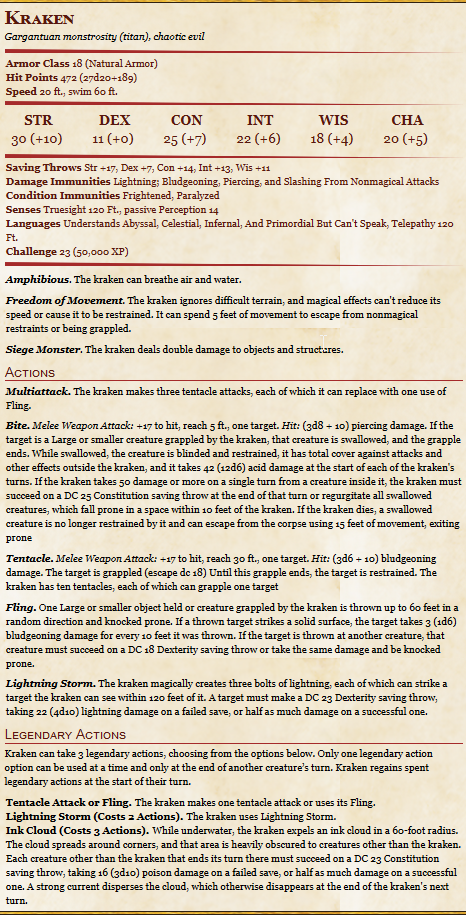 Kraken
Gargantuan monstrosity (titan), chaotic evil
Armor Class 18 (Natural Armor)
Hit Points 472 (27d20+189)
Speed 20 ft., swim 60 ft.
STR DEX CON INT WIS CHA
30 (+10) 11 (+0) 25 (+7) 22 (+6) 18 (+4) 20 (+5)
Saving Throws Str +17, Dex +7, Con +14, Int +13, Wis +11
Damage Immunities Lightning; Bludgeoning, Piercing, and Slashing From Nonmagical Attacks
Condition Immunities Frightened, Paralyzed
Senses Truesight 120 Ft., passive Perception 14
Languages Understands Abyssal, Celestial, Infernal, And Primordial But Can't Speak, Telepathy 120
Ft.
Challenge 23 (50,000 XP)
Amphibious. The kraken can breathe air and water.
Freedom of Movement. The kraken ignores difficult terrain, and magical effects can't reduce its
speed or cause it to be restrained. It can spend 5 feet of movement to escape from nonmagical
restraints or being grappled.
Siege Monster. The kraken deals double damage to objects and structures.
Actions
Multiattack. The kraken makes three tentacle attacks, each of which it can replace with one use of
Fling.
Bite. Melee Weapon Attack: +17 to hit, reach 5 ft., one target. Hit: (3d8 + 10) piercing damage. If the
target is a Large or smaller creature grappled by the kraken, that creature is swallowed, and the grapple
ends. While swallowed, the creature is blinded and restrained, it has total cover against attacks and
other effects outside the kraken, and it takes 42 (12d6) acid damage at the start of each of the kraken's
turns. If the kraken takes 50 damage or more on a single turn from a creature inside it, the kraken must
succeed on a DC 25 Constitution saving throw at the end of that turn or regurgitate all swallowed
creatures, which fall prone in a space within 10 feet of the kraken. If the kraken dies, a swallowed
creature is no longer restrained by it and can escape from the corpse using 15 feet of movement, exiting
prone
Tentacle. Melee Weapon Attack: +17 to hit, reach 30 ft., one target. Hit: (3d6 + 10) bludgeoning
damage. The target is grappled (escape dc 18) Until this grapple ends, the target is restrained. The
kraken has ten tentacles, each of which can grapple one target
Fling. One Large or smaller object held or creature grappled by the kraken is thrown up to 60 feet in a
random direction and knocked prone. If a thrown target strikes a solid surface, the target takes 3 (1d6)
bludgeoning damage for every 10 feet it was thrown. If the target is thrown at another creature, that
creature must succeed on a DC 18 Dexterity saving throw or take the same damage and be knocked
prone.
Lightning Storm. The kraken magically creates three bolts of lightning, each of which can strike a
target the kraken can see within 120 feet of it. A target must make a DC 23 Dexterity saving throw,
taking 22 (4d10) lightning damage on a failed save, or half as much damage on a successful one.
Legendary Actions
Kraken can take 3 legendary actions, choosing from the options below. Only one legendary action
option can be used at a time and only at the end of another creature's turn. Kraken regains spent
legendary actions at the start of their turn.
Tentacle Attack or Fling. The kraken makes one tentacle attack or uses its Fling.
Lightning Storm (Costs 2 Actions). The kraken uses Lightning Storm.
Ink Cloud (Costs 3 Actions). While underwater, the kraken expels an ink cloud in a 60-foot radius.
The cloud spreads around corners, and that area is heavily obscured to creatures other than the kraken.
Each creature other than the kraken that ends its turn there must succeed on a DC 23 Constitution
saving throw, taking 16 (3d10) poison damage on a failed save, or half as much damage on a successful
one. A strong current disperses the cloud, which otherwise disappears at the end of the kraken's next
turn.